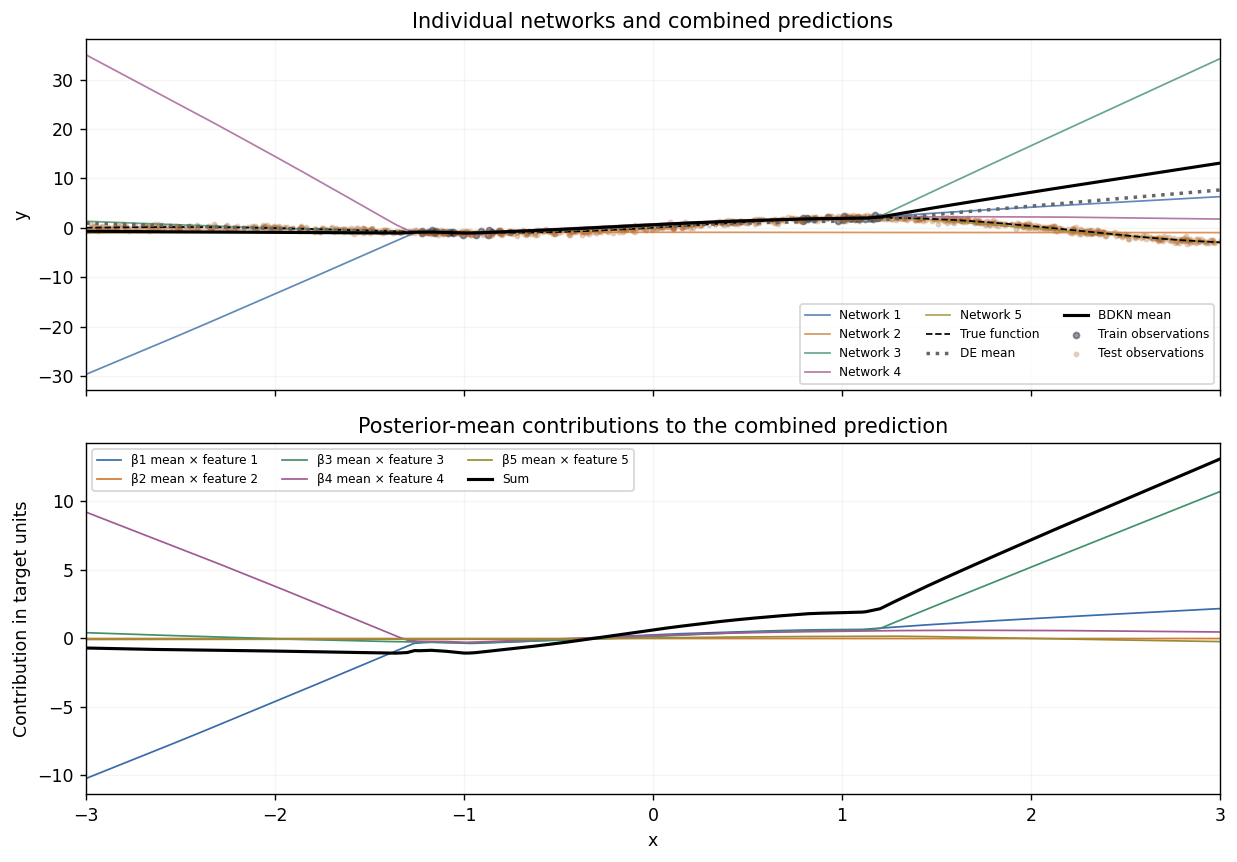 Individual networks and combined predictions
y
30
20
10
0
−10
−20
−30
Network 1
Network 2
Network 3
Network 4
Network 5
True function
DE mean
BDKN mean
Train observations
Test observations
Posterior-mean contributions to the combined prediction
Contribution in target units
10
5
0
−5
−10
β1 mean × feature 1
β2 mean × feature 2
β3 mean × feature 3
β4 mean × feature 4
β5 mean × feature 5
Sum
−3
−2
−1
0
1
2
3
x